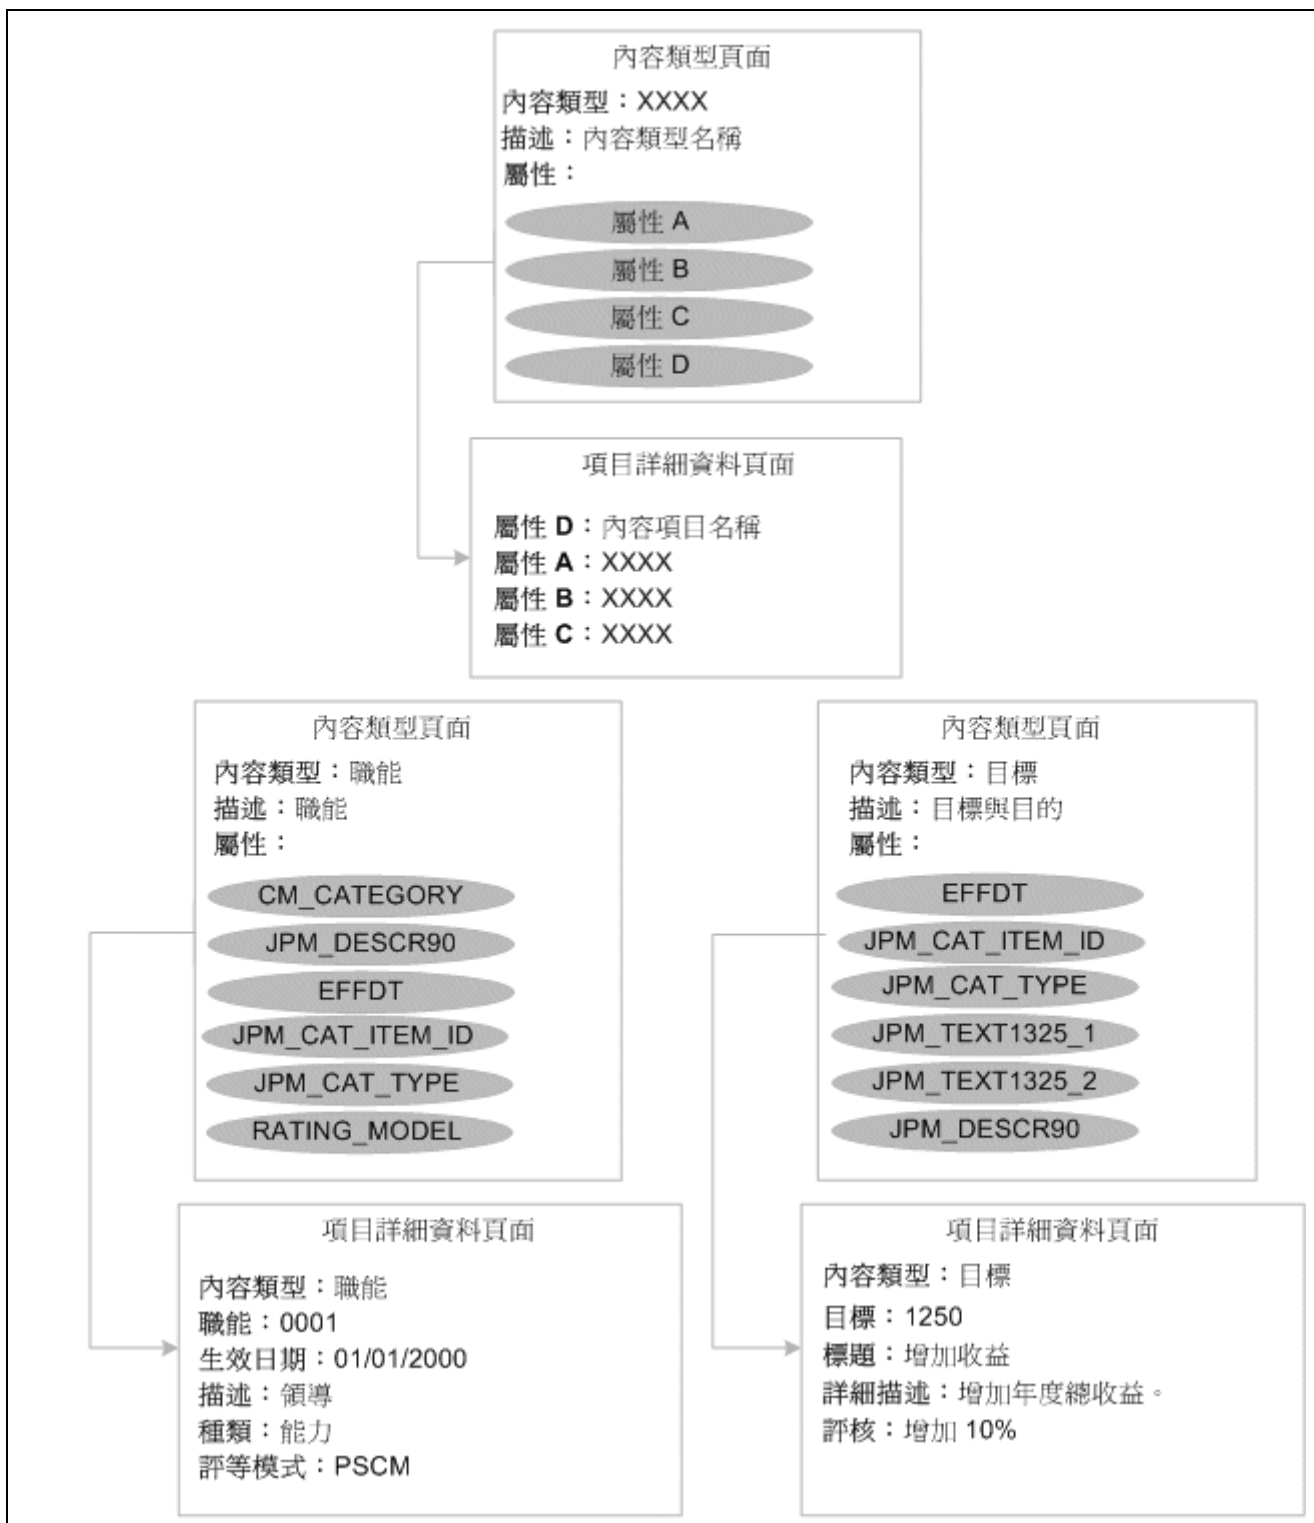 內容類型頁面
內容類型：XXXX
描述：內容類型名稱
屬性：
屬性 A
屬性 B
屬性 C
屬性 D
項目詳細資料頁面
屬性 D：內容項目名稱
屬性 A：XXXX
屬性 B：XXXX
屬性 C：XXXX
內容類型頁面
內容類型：職能
描述：職能
屬性：
CM_CATEGORY
JPM_DESCR90
EFFDT
JPM_CAT_ITEM_ID
JPM_CAT_TYPE
RATING_MODEL
項目詳細資料頁面
內容類型：職能
職能：0001
生效日期：01/01/2000
描述：領導
種類：能力
評等模式：PSCM
內容類型頁面
內容類型：目標
描述：目標與目的
屬性：
EFFDT
JPM_CAT_ITEM_ID
JPM_CAT_TYPE
JPM_TEXT1325_1
JPM_TEXT1325_2
JPM_DESCR90
項目詳細資料頁面
內容類型：目標
目標：1250
標題：增加收益
詳細描述：增加年度總收益。
評核：增加 10%